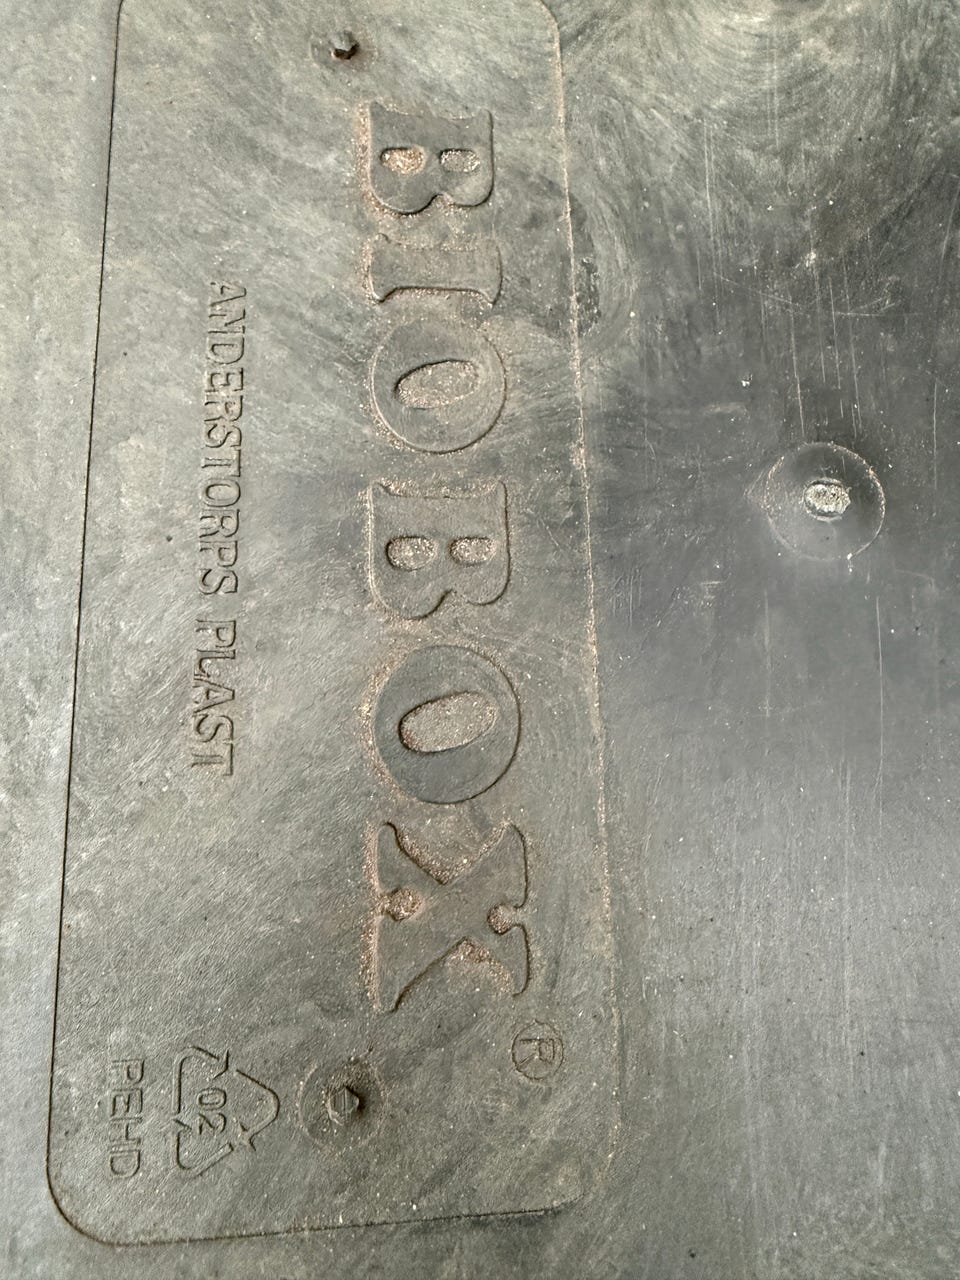 BIOBOX®
ANDERSTORPS PLAST
02
PEHD